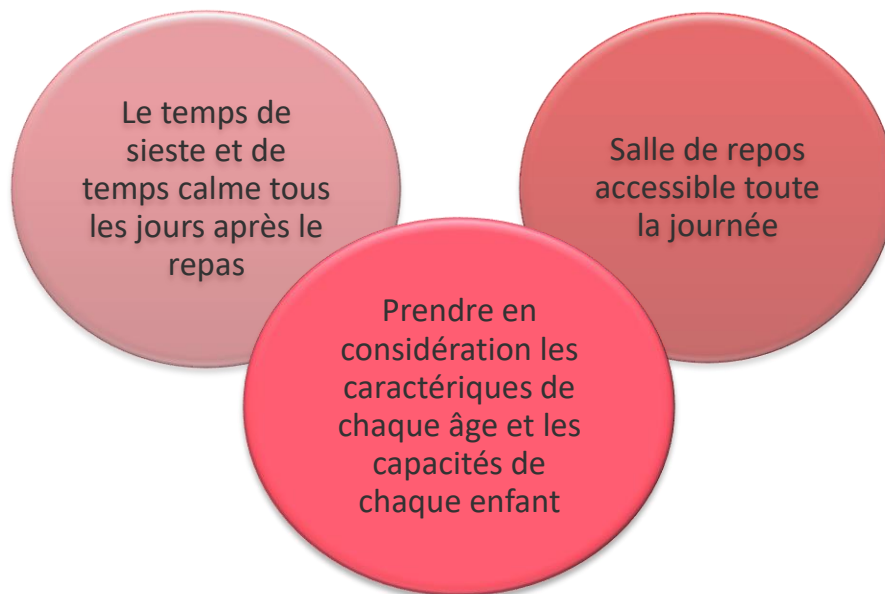 Le temps de
sieste et de
temps calme tous
les jours après le
repas
Salle de repos
accessible toute
la journée
Prendre en
considération les
caractériques de
chaque âge et les
capacités de
chaque enfant